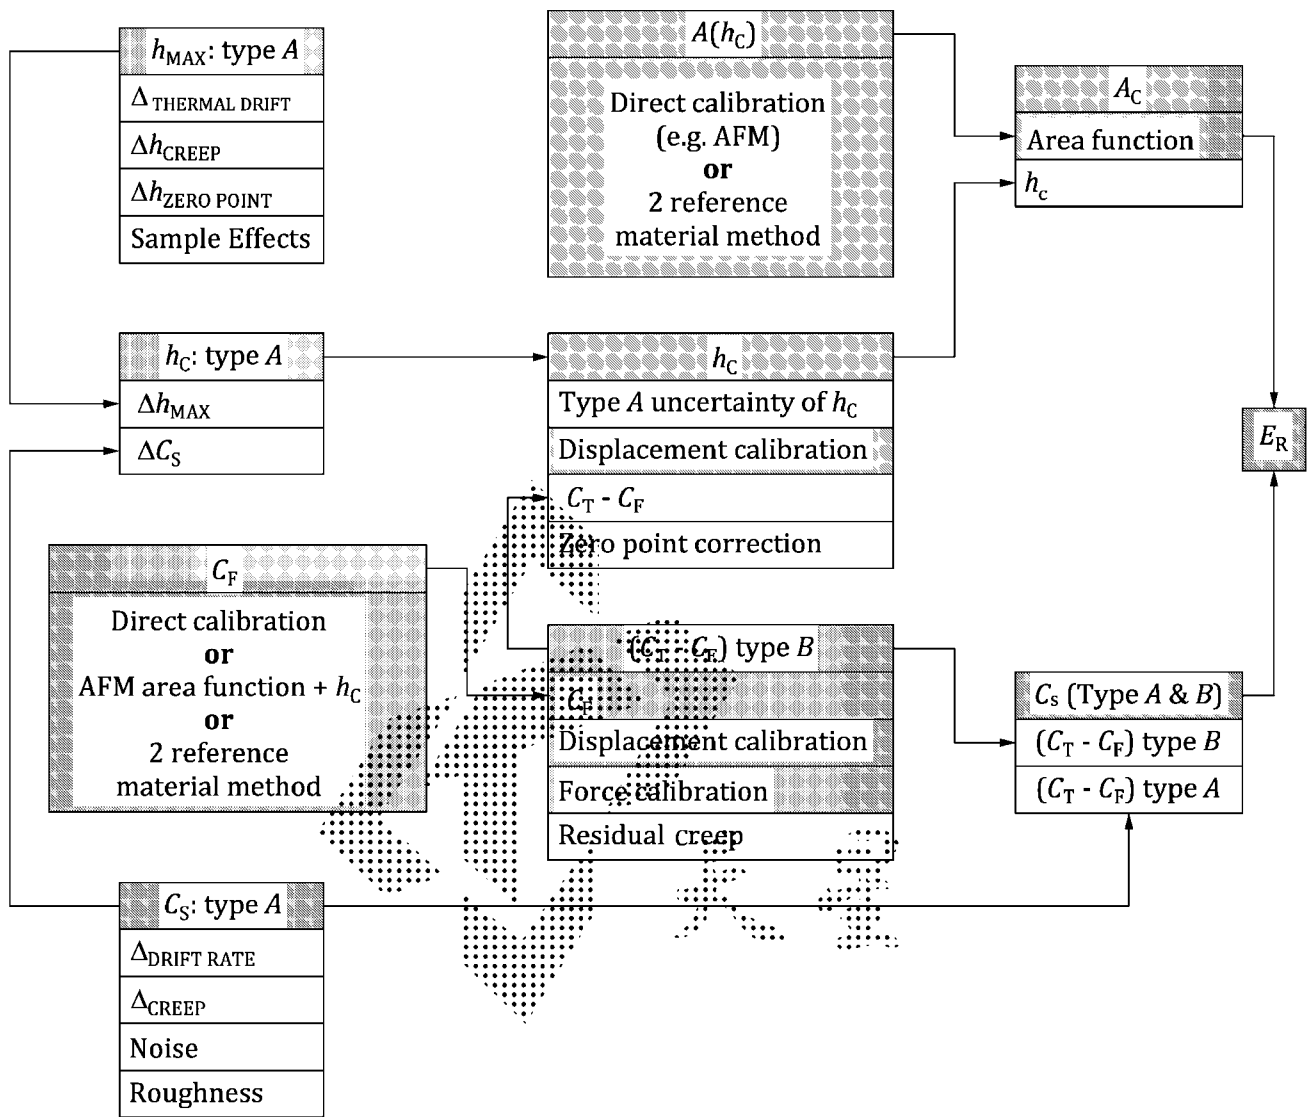 h_MAX: type A
Δ THERMAL DRIFT
Δh_CREEP
Δh_ZERO POINT
Sample Effects
A(h_C)
Direct calibration
(e.g. AFM)
or
2 reference
material method
A_C
Area function
h_c
h_C: type A
Δh_MAX
ΔC_S
h_C
Type A uncertainty of h_C
Displacement calibration
C_T - C_F
Zero point correction
E_R
C_F
Direct calibration
or
AFM area function + h_C
or
2 reference
material method
(C_T - C_F) type B
C_F
Displacement calibration
Force calibration
Residual creep
C_s (Type A & B)
(C_T - C_F) type B
(C_T - C_F) type A
C_S: type A
Δ_DRIFT RATE
Δ_CREEP
Noise
Roughness